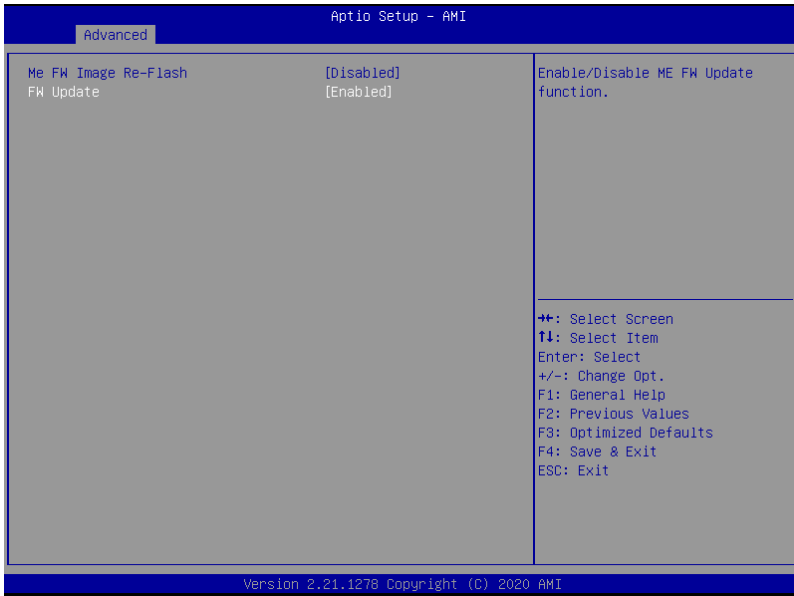 Aptio Setup – AMI
Advanced
Me FW Image Re-Flash [Disabled]
FW Update [Enabled]
Enable/Disable ME FW Update
function.
→←: Select Screen
↑↓: Select Item
Enter: Select
+/-: Change Opt.
F1: General Help
F2: Previous Values
F3: Optimized Defaults
F4: Save & Exit
ESC: Exit
Version 2.21.1278 Copyright (C) 2020 AMI